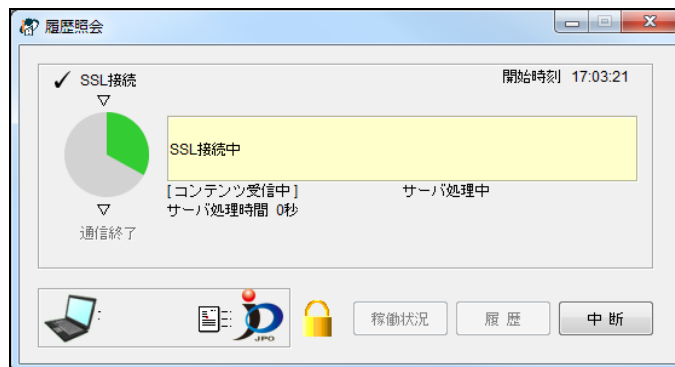 履歴照会
✓ SSL接続
開始時刻 17:03:21
▽
SSL接続中
[コンテンツ受信中] サーバ処理中
▽
サーバ処理時間 0秒
通信終了
JPO
稼働状況 履 歴 中 断